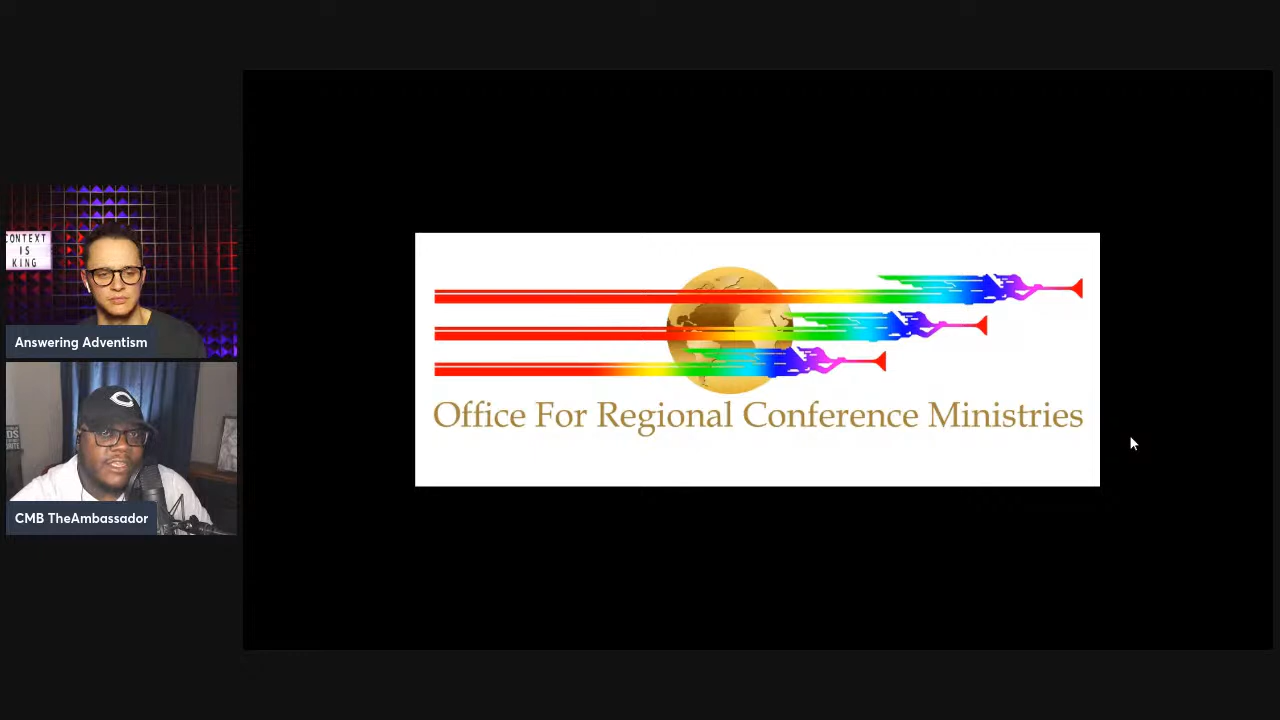 CONTEXT
IS
KING
Answering Adventism
CMB TheAmbassador
Office For Regional Conference Ministries